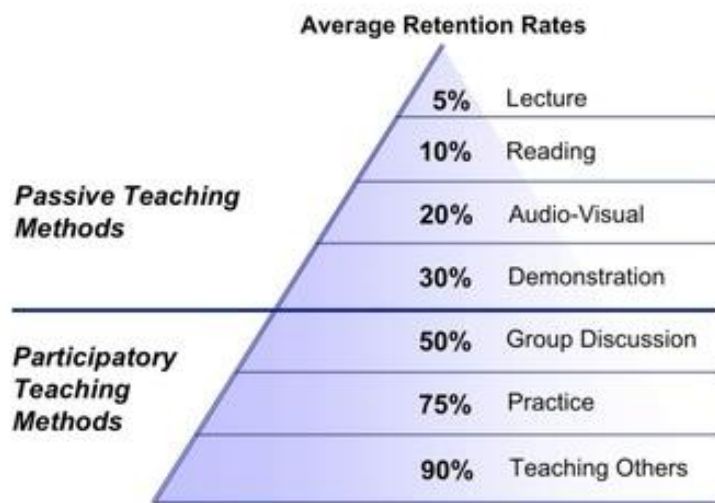 Average Retention Rates
5% Lecture
10% Reading
Passive Teaching
Methods
20% Audio-Visual
30% Demonstration
Participatory
Teaching
Methods
50% Group Discussion
75% Practice
90% Teaching Others